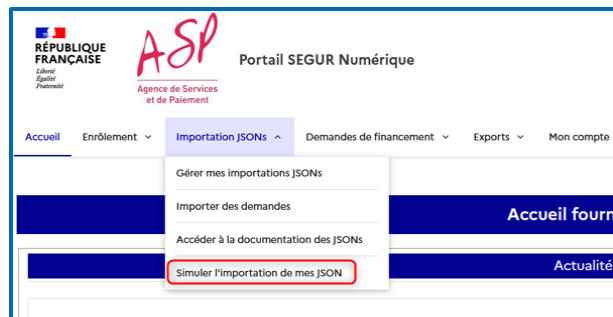 RÉPUBLIQUE
FRANÇAISE
Liberté
Égalité
Fraternité
ASP
Agence de Services
et de Paiement
Portail SEGUR Numérique
Accueil Enrôlement Importation JSONs Demandes de financement Exports Mon compte
Gérer mes importations JSONs
Importer des demandes
Accéder à la documentation des JSONs
Simuler l'importation de mes JSON
Accueil fourn
Actualité